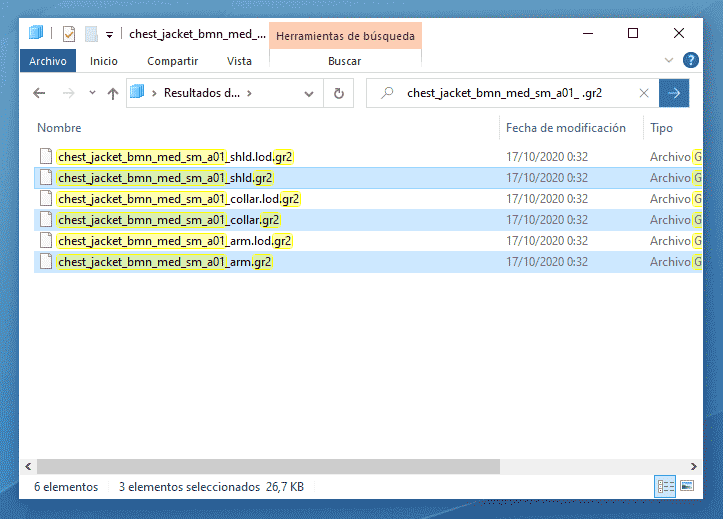 chest_jacket_bmn_med_... Herramientas de búsqueda
Archivo Inicio Compartir Vista Buscar
Resultados d... chest_jacket_bmn_med_sm_a01_ .gr2
Nombre Fecha de modificación Tipo
chest_jacket_bmn_med_sm_a01_shld.lod.gr2 17/10/2020 0:32 Archivo G
chest_jacket_bmn_med_sm_a01_shld.gr2 17/10/2020 0:32 Archivo G
chest_jacket_bmn_med_sm_a01_collar.lod.gr2 17/10/2020 0:32 Archivo G
chest_jacket_bmn_med_sm_a01_collar.gr2 17/10/2020 0:32 Archivo G
chest_jacket_bmn_med_sm_a01_arm.lod.gr2 17/10/2020 0:32 Archivo G
chest_jacket_bmn_med_sm_a01_arm.gr2 17/10/2020 0:32 Archivo G
6 elementos 3 elementos seleccionados 26,7 KB